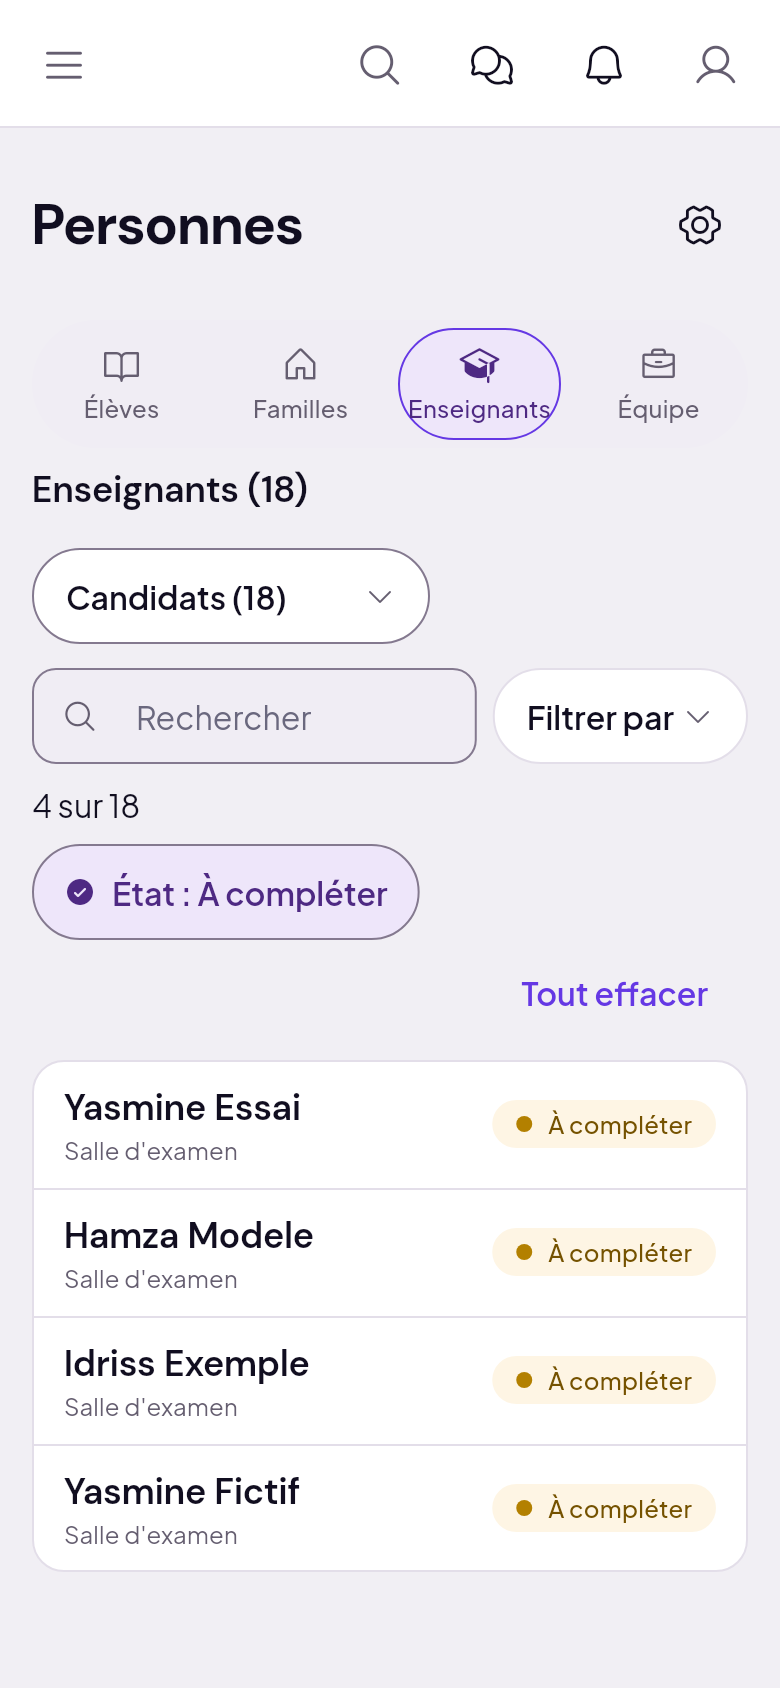 Personnes
Élèves
Familles
Enseignants
Équipe
Enseignants (18)
Candidats (18)
Rechercher
Filtrer par
4 sur 18
État : À compléter
Tout effacer
Yasmine Essai
Salle d'examen
À compléter
Hamza Modele
Salle d'examen
À compléter
Idriss Exemple
Salle d'examen
À compléter
Yasmine Fictif
Salle d'examen
À compléter